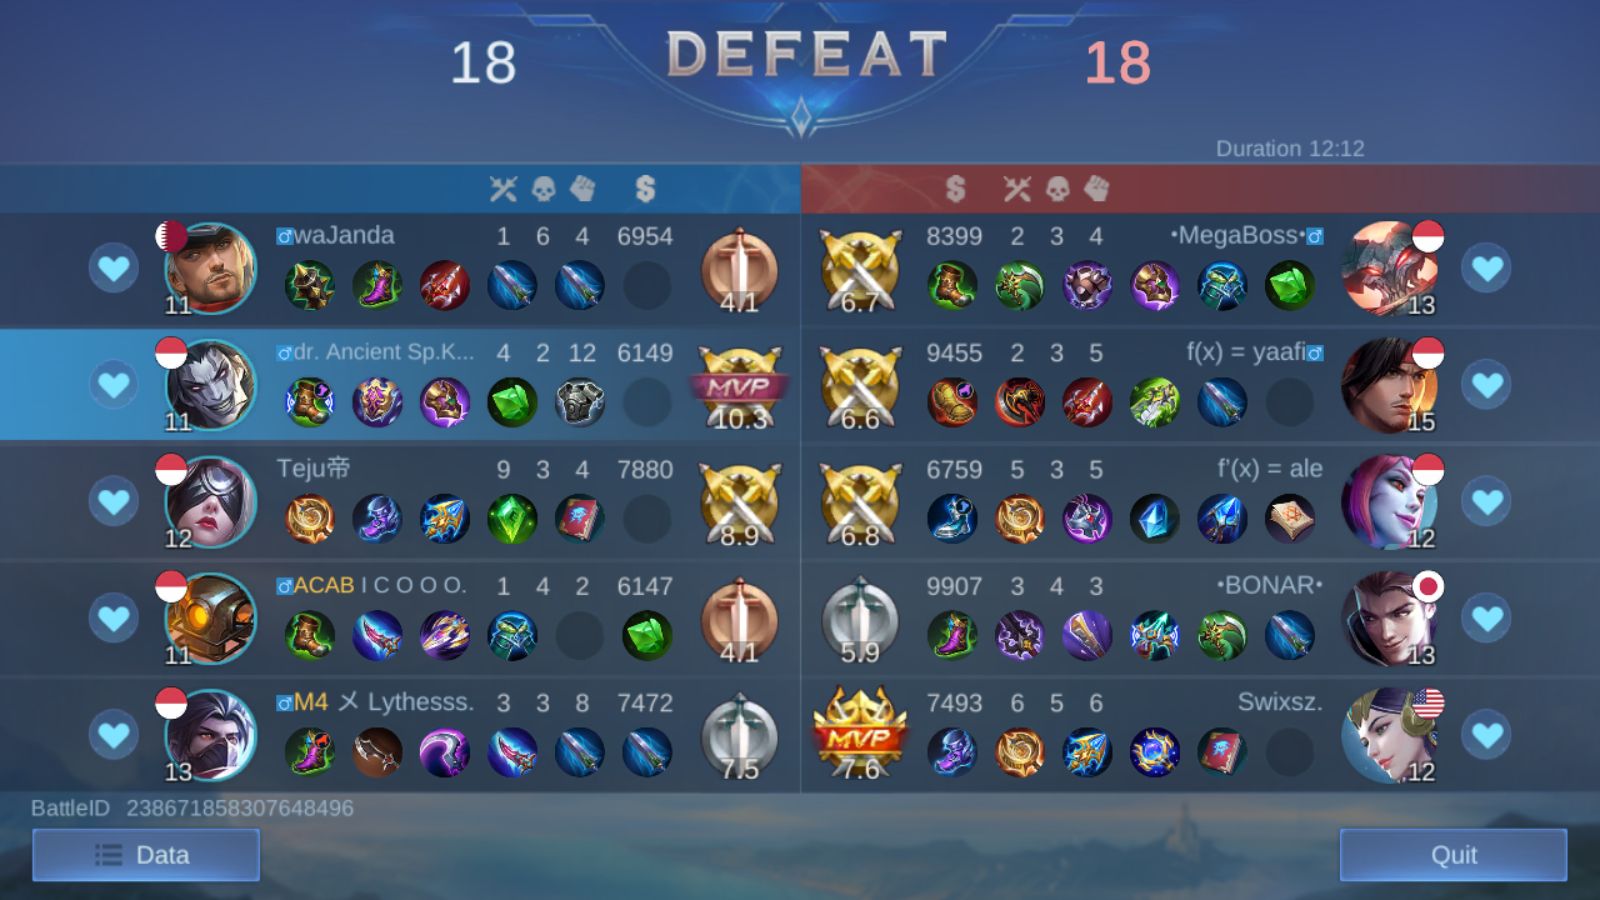 18 DEFEAT 18
Duration 12:12
♂waJanda 1 6 4 6954
11 4.1
8399 2 3 4 •MegaBoss•♂
6.7 13
♂dr. Ancient Sp.K... 4 2 12 6149
11 MVP 10.3
9455 2 3 5 f(x) = yaafi♂
6.6 15
Teju帝 9 3 4 7880
12 8.9
6759 5 3 5 f'(x) = ale
6.8 12
♂ACAB I C O O O. 1 4 2 6147
11 4.1
9907 3 4 3 •BONAR•
5.9 13
♂M4 メ Lythesss. 3 3 8 7472
13 7.5
7493 6 5 6 Swixsz.
MVP 7.6 12
BattleID 238671858307648496
Data
Quit